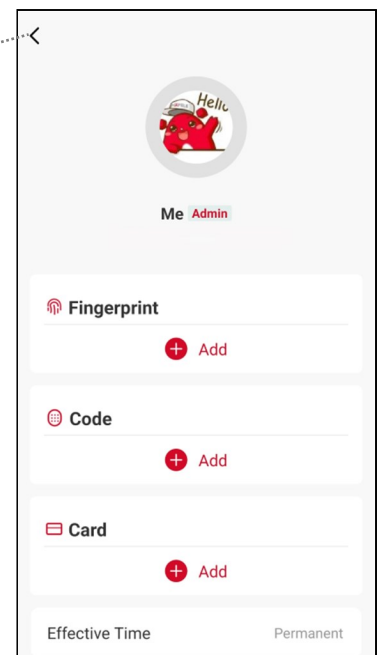 Hello
Me Admin
Fingerprint
Add
Code
Add
Card
Add
Effective Time Permanent